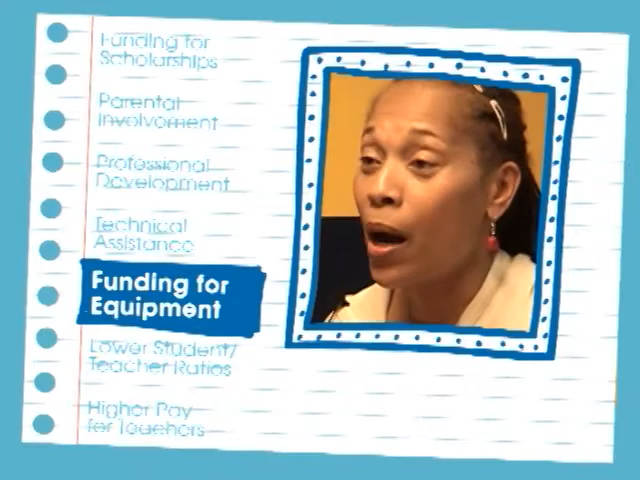 Funding for
Scholarships
Parental
Involvement
Professional
Development
Technical
Assistance
Funding for
Equipment
Lower Student/
Teacher Ratios
Higher Pay
for Teachers